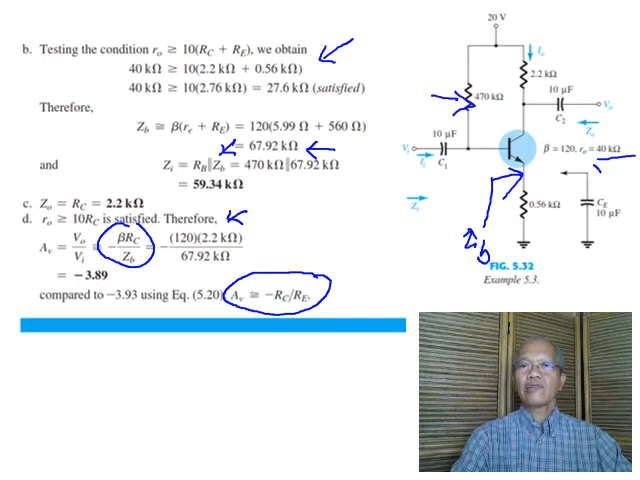 b. Testing the condition r_o ≥ 10(R_C + R_E), we obtain
40 kΩ ≥ 10(2.2 kΩ + 0.56 kΩ)
40 kΩ ≥ 10(2.76 kΩ) = 27.6 kΩ (satisfied)
Therefore,
Z_b ≅ β(r_e + R_E) = 120(5.99 Ω + 560 Ω)
= 67.92 kΩ
and Z_i = R_B||Z_b = 470 kΩ||67.92 kΩ
= 59.34 kΩ
c. Z_o = R_C = 2.2 kΩ
d. r_o ≥ 10R_C is satisfied. Therefore,
A_v = V_o/V_i ≅ −βR_C/Z_b = −(120)(2.2 kΩ)/67.92 kΩ
= −3.89
compared to −3.93 using Eq. (5.20): A_v ≅ −R_C/R_E.
20 V
I_o
2.2 kΩ
470 kΩ
10 μF
V_o
C_2
Z_o
10 μF
V_i
I_i
C_1
β = 120, r_o = 40 kΩ
Z_i
0.56 kΩ
C_E
10 μF
Z_b
FIG. 5.32
Example 5.3.